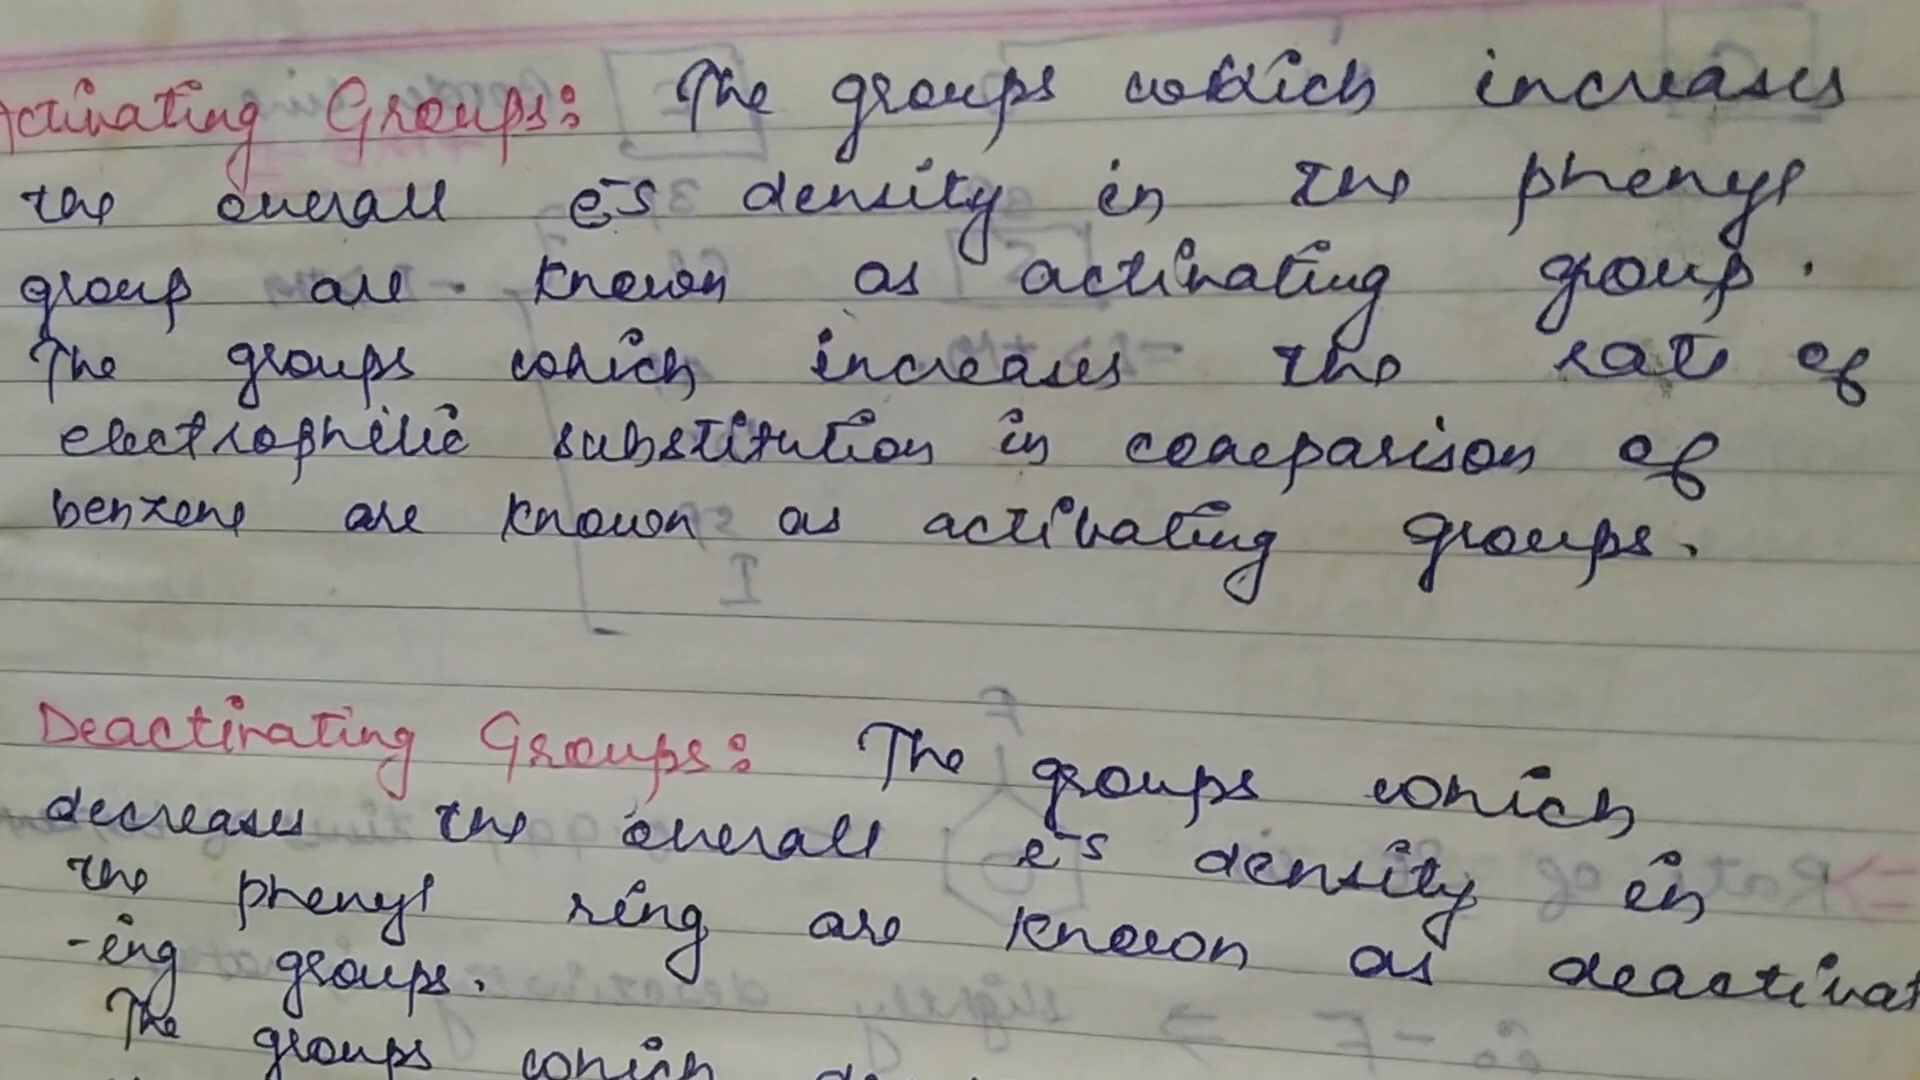 Activating Groups: The groups which increases
the overall e⁻s density in the phenyl
group are known as activating group.
The groups which increases the rate of
electrophilic substitution in comparison of
benzene are known as activating groups.
Deactivating Groups: The groups which
decreases the overall e⁻s density in
the phenyl ring are known as deactivat
-ing groups.
The groups which